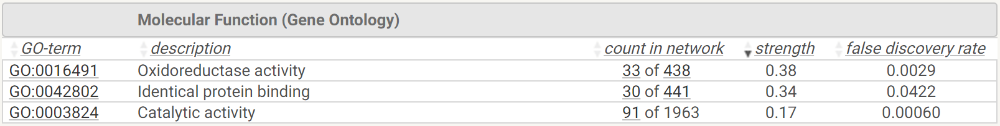 Molecular Function (Gene Ontology)
GO-term description count in network strength false discovery rate
GO:0016491 Oxidoreductase activity 33 of 438 0.38 0.0029
GO:0042802 Identical protein binding 30 of 441 0.34 0.0422
GO:0003824 Catalytic activity 91 of 1963 0.17 0.00060